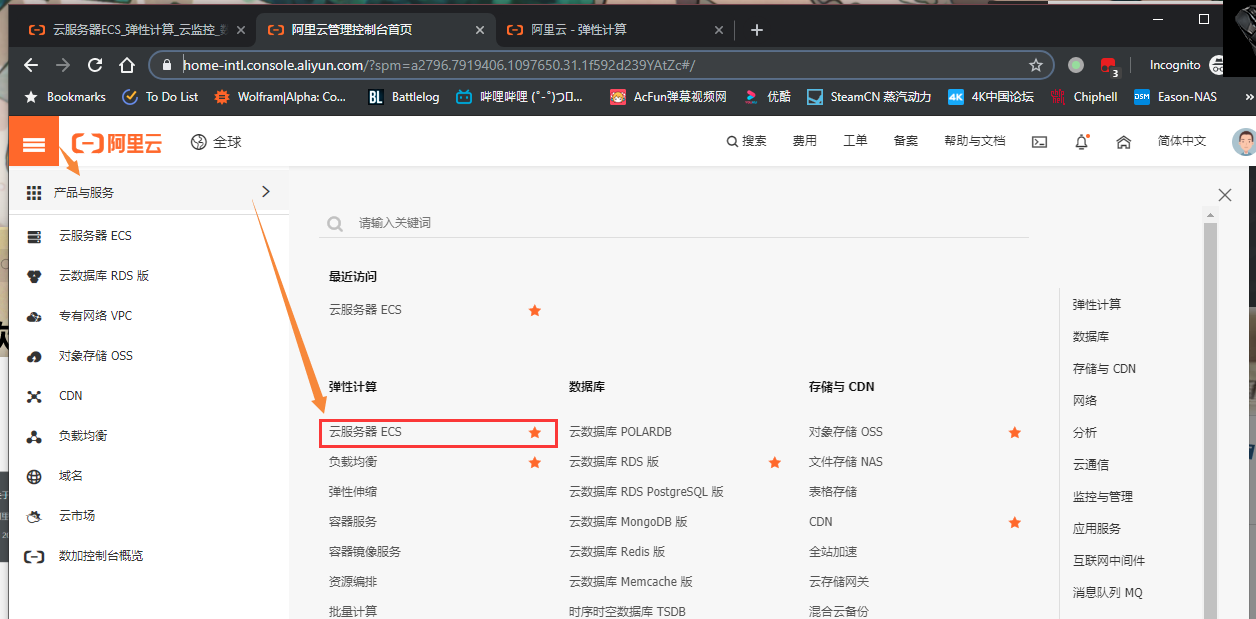 云服务器ECS_弹性计算_云监控_
阿里云管理控制台首页
阿里云 - 弹性计算
home-intl.console.aliyun.com/?spm=a2796.7919406.1097650.31.1f592d239YAtZc#/
3
Incognito
Bookmarks
To Do List
Wolfram|Alpha: Co...
BL Battlelog
哔哩哔哩 (˚-˚)つ...
AcFun弹幕视频网
优酷
SteamCN 蒸汽动力
4K 4K中国论坛
Chiphell
DSM Eason-NAS
»
阿里云
全球
搜索
费用
工单
备案
帮助与文档
简体中文
产品与服务
云服务器 ECS
云数据库 RDS 版
专有网络 VPC
对象存储 OSS
CDN
负载均衡
域名
云市场
数加控制台概览
请输入关键词
最近访问
云服务器 ECS
弹性计算
云服务器 ECS
负载均衡
弹性伸缩
容器服务
容器镜像服务
资源编排
批量计算
数据库
云数据库 POLARDB
云数据库 RDS 版
云数据库 RDS PostgreSQL 版
云数据库 MongoDB 版
云数据库 Redis 版
云数据库 Memcache 版
时序时空数据库 TSDB
存储与 CDN
对象存储 OSS
文件存储 NAS
表格存储
CDN
全站加速
云存储网关
混合云备份
弹性计算
数据库
存储与 CDN
网络
分析
云通信
监控与管理
应用服务
互联网中间件
消息队列 MQ